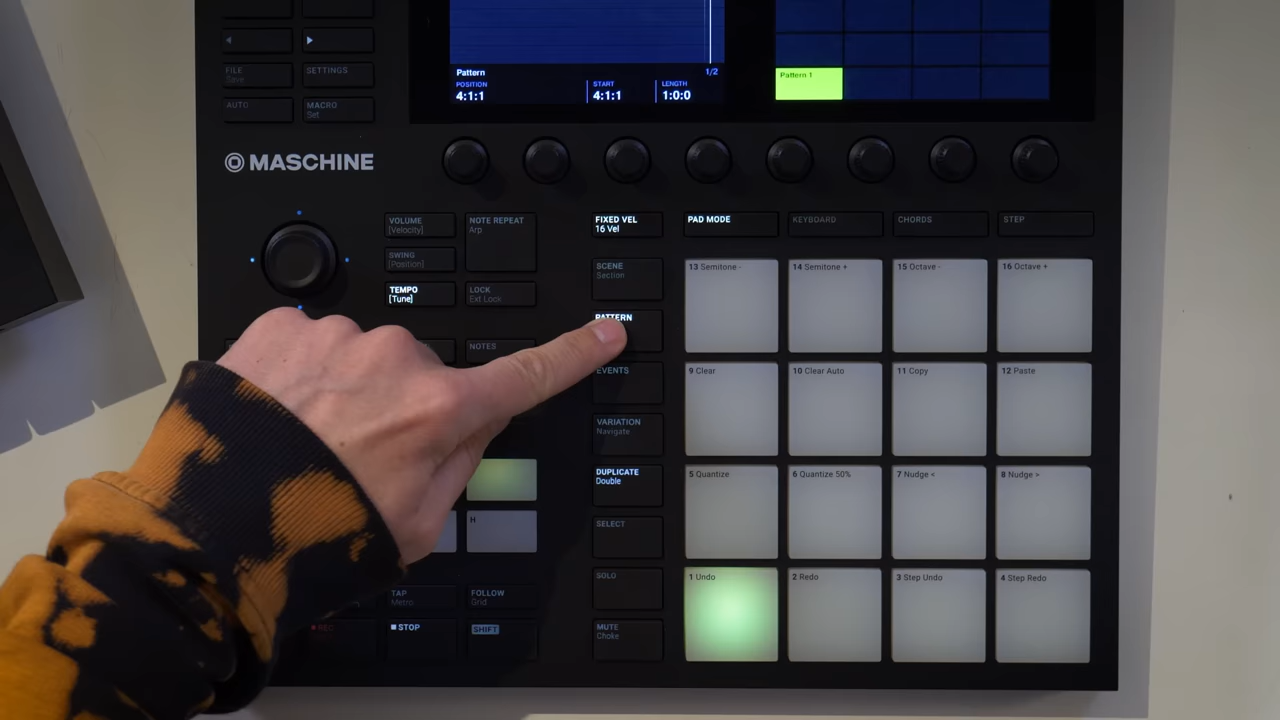 FILE
Save
SETTINGS
AUTO
MACRO
Set
MASCHINE
Pattern
1/2
POSITION
START
LENGTH
4:1:1
4:1:1
1:0:0
Pattern 1
VOLUME
[Velocity]
NOTE REPEAT
Arp
SWING
[Position]
TEMPO
[Tune]
LOCK
Ext Lock
NOTES
FIXED VEL
16 Vel
PAD MODE
KEYBOARD
CHORDS
STEP
SCENE
Section
PATTERN
EVENTS
VARIATION
Navigate
DUPLICATE
Double
SELECT
SOLO
MUTE
Choke
13 Semitone -
14 Semitone +
15 Octave -
16 Octave +
9 Clear
10 Clear Auto
11 Copy
12 Paste
5 Quantize
6 Quantize 50%
7 Nudge <
8 Nudge >
1 Undo
2 Redo
3 Step Undo
4 Step Redo
H
TAP
Metro
FOLLOW
Grid
REC
STOP
SHIFT